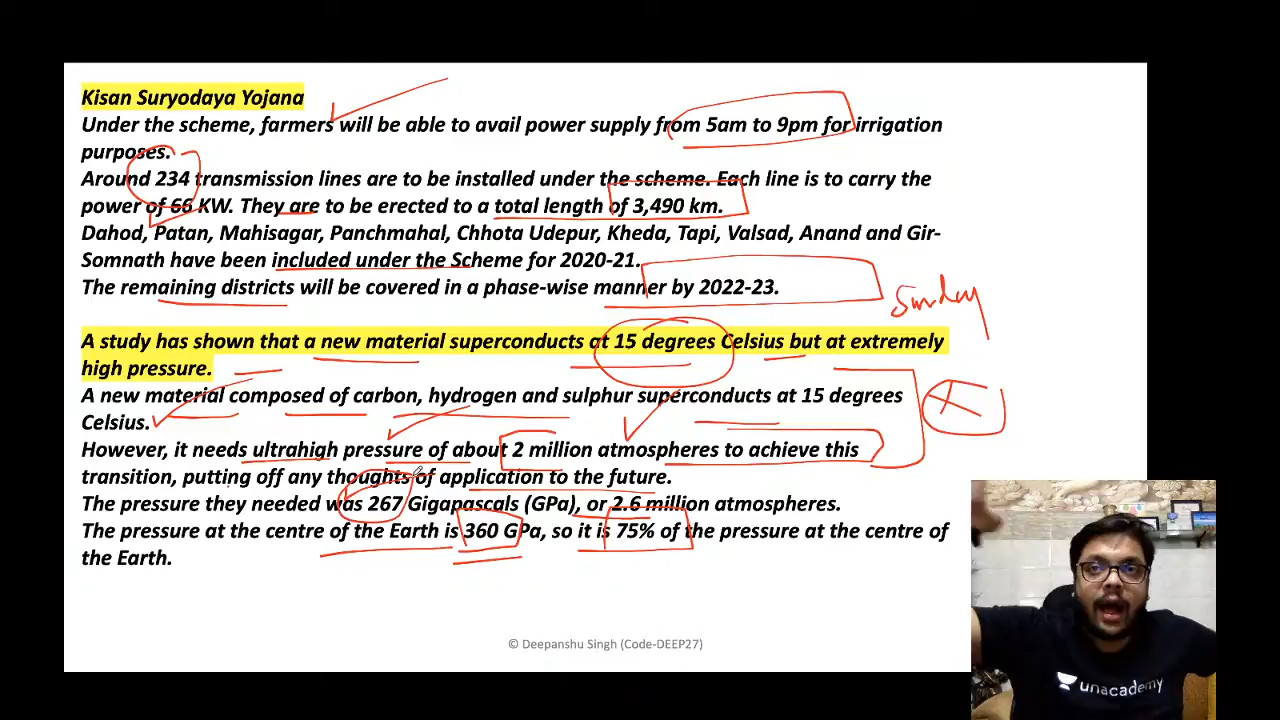 Kisan Suryodaya Yojana
Under the scheme, farmers will be able to avail power supply from 5am to 9pm for irrigation
purposes.
Around 234 transmission lines are to be installed under the scheme. Each line is to carry the
power of 66 KW. They are to be erected to a total length of 3,490 km.
Dahod, Patan, Mahisagar, Panchmahal, Chhota Udepur, Kheda, Tapi, Valsad, Anand and Gir-
Somnath have been included under the Scheme for 2020-21.
The remaining districts will be covered in a phase-wise manner by 2022-23.
Sunday
A study has shown that a new material superconducts at 15 degrees Celsius but at extremely
high pressure.
A new material composed of carbon, hydrogen and sulphur superconducts at 15 degrees
Celsius.
However, it needs ultrahigh pressure of about 2 million atmospheres to achieve this
transition, putting off any thoughts of application to the future.
The pressure they needed was 267 Gigapascals (GPa), or 2.6 million atmospheres.
The pressure at the centre of the Earth is 360 GPa, so it is 75% of the pressure at the centre of
the Earth.
© Deepanshu Singh (Code-DEEP27)
unacademy